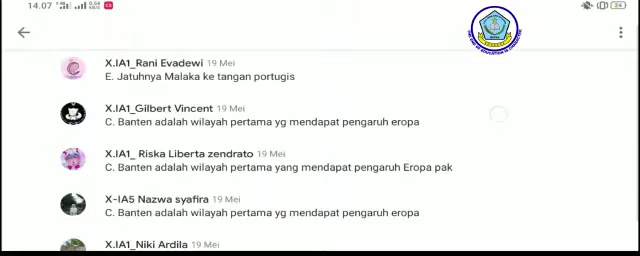 14.07
24
X.IA1_Rani Evadewi 19 Mei
E. Jatuhnya Malaka ke tangan portugis
X.IA1_Gilbert Vincent 19 Mei
C. Banten adalah wilayah pertama yg mendapat pengaruh eropa
X.IA1_ Riska Liberta zendrato 19 Mei
C. Banten adalah wilayah pertama yang mendapat pengaruh Eropa pak
X-IA5 Nazwa syafira 19 Mei
C. Banten adalah wilayah pertama yg mendapat pengaruh eropa
X.IA1_Niki Ardila 19 Mei